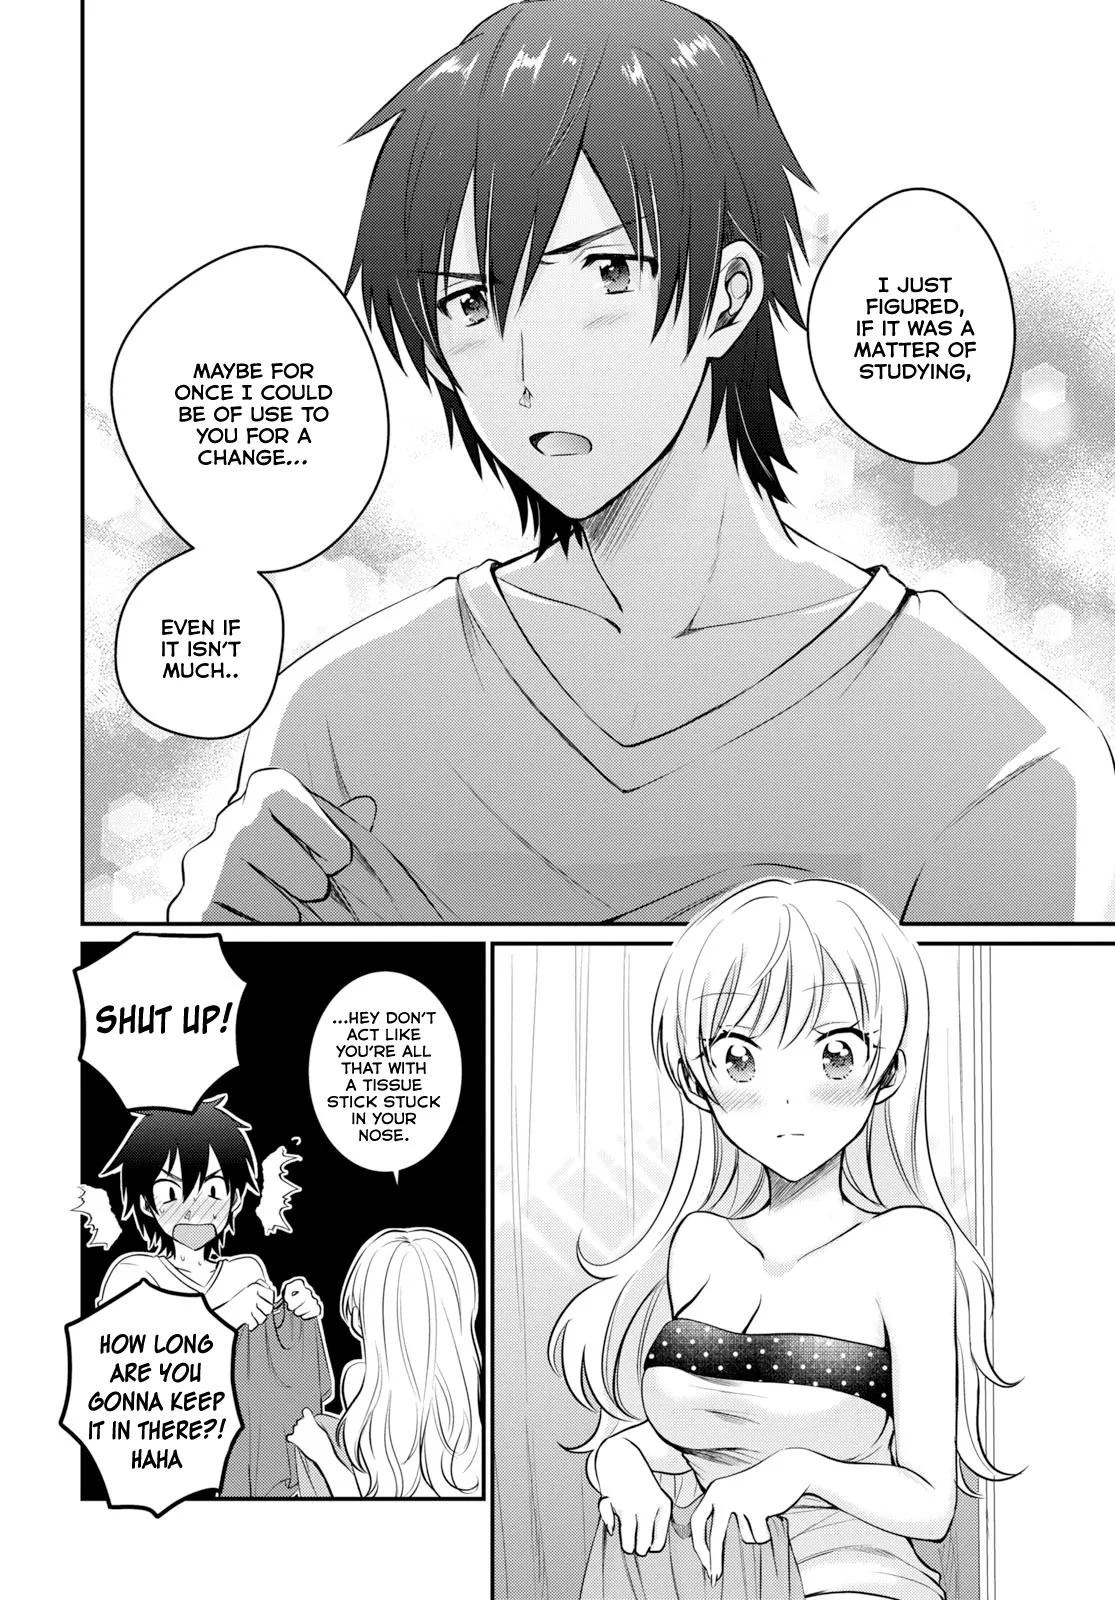 I JUST
FIGURED,
IF IT WAS A
MATTER OF
STUDYING,
MAYBE FOR
ONCE I COULD
BE OF USE TO
YOU FOR A
CHANGE...
EVEN IF
IT ISN'T
MUCH..
...HEY DON'T
ACT LIKE
YOU'RE ALL
THAT WITH
A TISSUE
STICK STUCK
IN YOUR
NOSE.
SHUT UP!
HOW LONG
ARE YOU
GONNA KEEP
IT IN THERE?!
HAHA